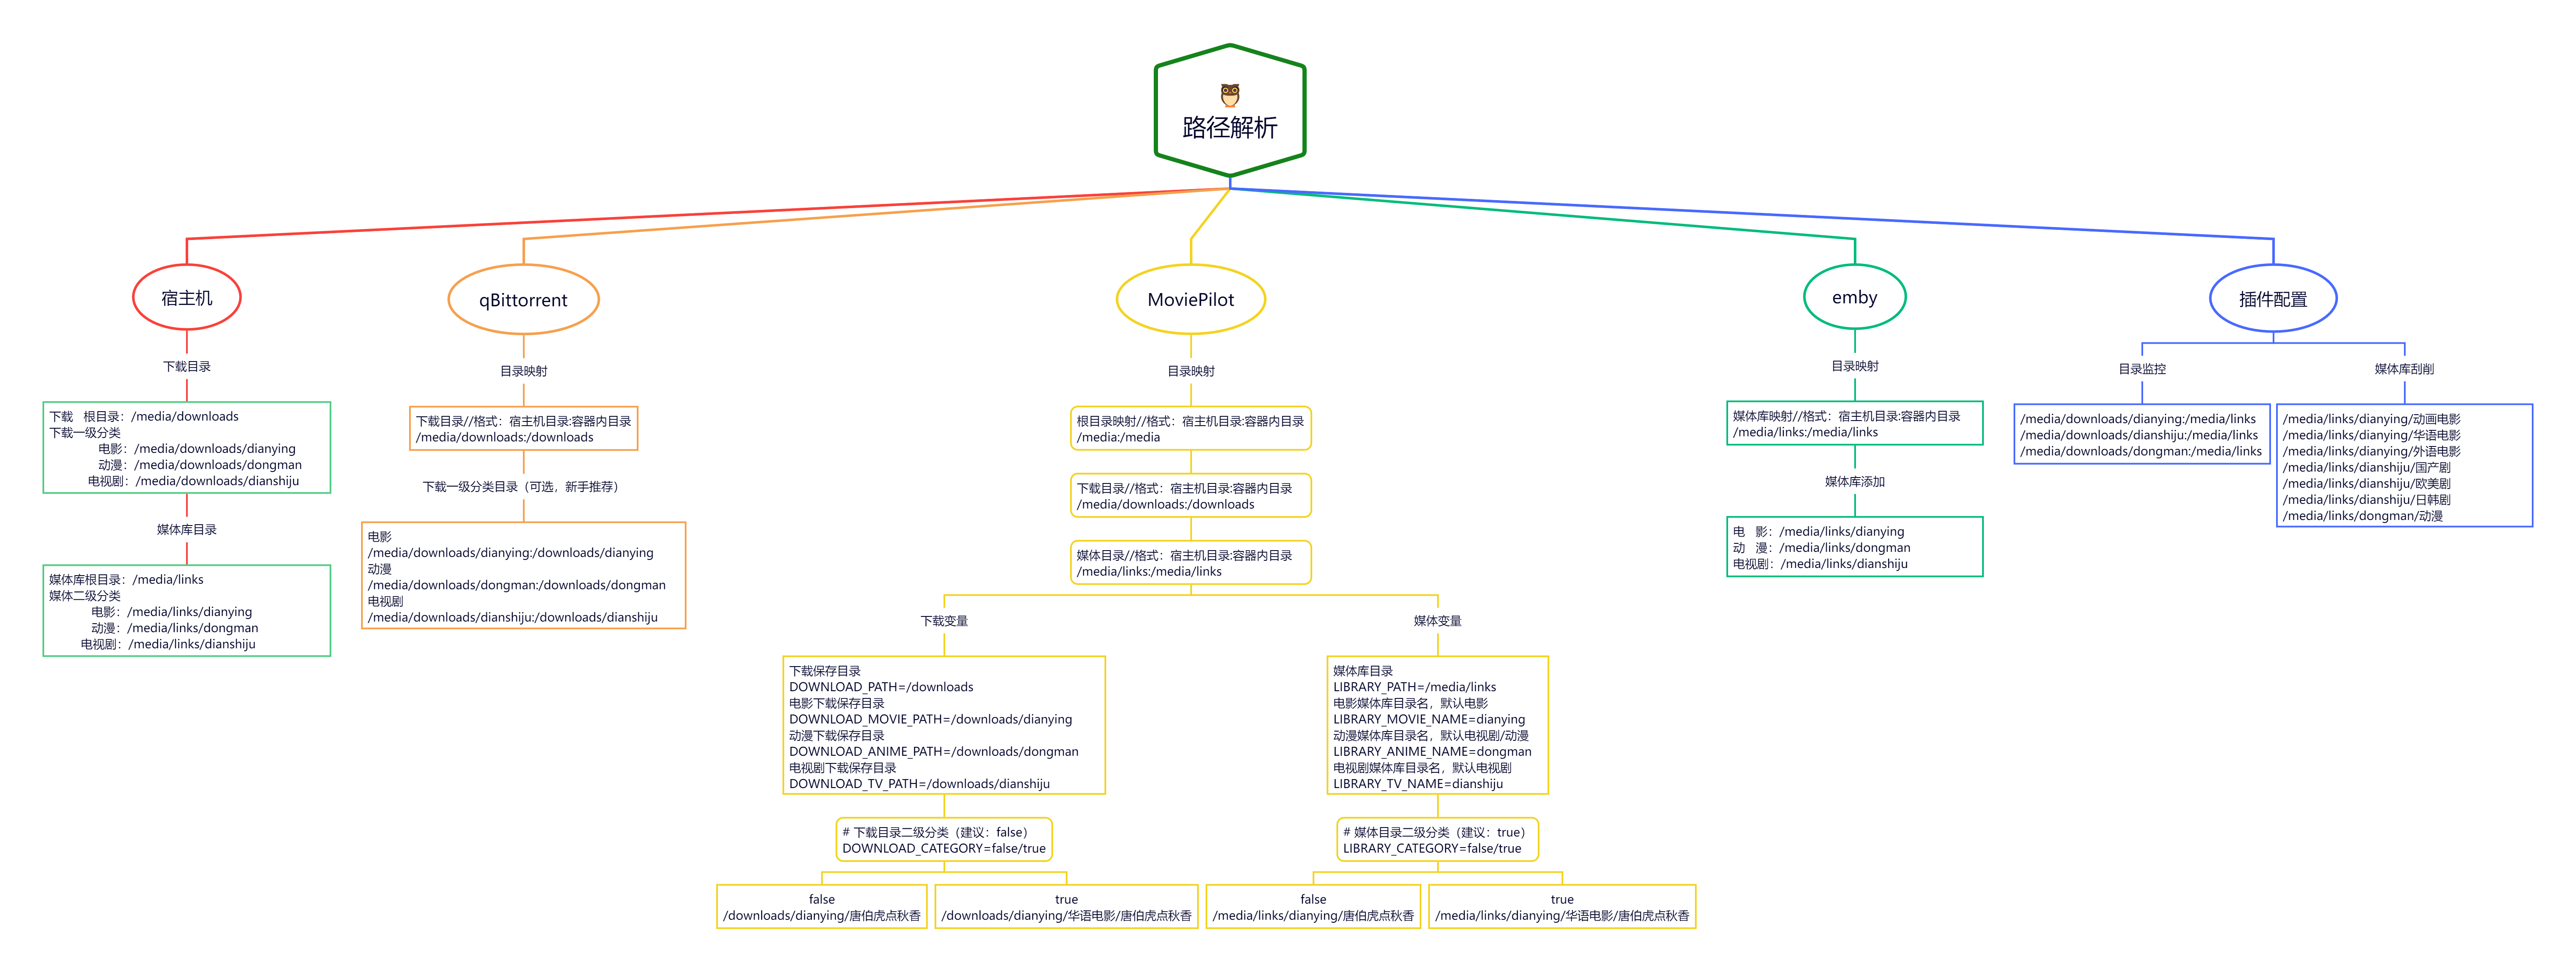 路径解析
宿主机
下载目录
下载 根目录：/media/downloads
下载一级分类
电影：/media/downloads/dianying
动漫：/media/downloads/dongman
电视剧：/media/downloads/dianshiju
媒体库目录
媒体库根目录：/media/links
媒体二级分类
电影：/media/links/dianying
动漫：/media/links/dongman
电视剧：/media/links/dianshiju
qBittorrent
目录映射
下载目录//格式：宿主机目录:容器内目录
/media/downloads:/downloads
下载一级分类目录（可选，新手推荐）
电影
/media/downloads/dianying:/downloads/dianying
动漫
/media/downloads/dongman:/downloads/dongman
电视剧
/media/downloads/dianshiju:/downloads/dianshiju
MoviePilot
目录映射
根目录映射//格式：宿主机目录:容器内目录
/media:/media
下载目录//格式：宿主机目录:容器内目录
/media/downloads:/downloads
媒体目录//格式：宿主机目录:容器内目录
/media/links:/media/links
下载变量
下载保存目录
DOWNLOAD_PATH=/downloads
电影下载保存目录
DOWNLOAD_MOVIE_PATH=/downloads/dianying
动漫下载保存目录
DOWNLOAD_ANIME_PATH=/downloads/dongman
电视剧下载保存目录
DOWNLOAD_TV_PATH=/downloads/dianshiju
# 下载目录二级分类（建议：false）
DOWNLOAD_CATEGORY=false/true
false
/downloads/dianying/唐伯虎点秋香
true
/downloads/dianying/华语电影/唐伯虎点秋香
媒体变量
媒体库目录
LIBRARY_PATH=/media/links
电影媒体库目录名，默认电影
LIBRARY_MOVIE_NAME=dianying
动漫媒体库目录名，默认电视剧/动漫
LIBRARY_ANIME_NAME=dongman
电视剧媒体库目录名，默认电视剧
LIBRARY_TV_NAME=dianshiju
# 媒体目录二级分类（建议：true）
LIBRARY_CATEGORY=false/true
false
/media/links/dianying/唐伯虎点秋香
true
/media/links/dianying/华语电影/唐伯虎点秋香
emby
目录映射
媒体库映射//格式：宿主机目录:容器内目录
/media/links:/media/links
媒体库添加
电 影：/media/links/dianying
动 漫：/media/links/dongman
电视剧：/media/links/dianshiju
插件配置
目录监控
/media/downloads/dianying:/media/links
/media/downloads/dianshiju:/media/links
/media/downloads/dongman:/media/links
媒体库刮削
/media/links/dianying/动画电影
/media/links/dianying/华语电影
/media/links/dianying/外语电影
/media/links/dianshiju/国产剧
/media/links/dianshiju/欧美剧
/media/links/dianshiju/日韩剧
/media/links/dongman/动漫